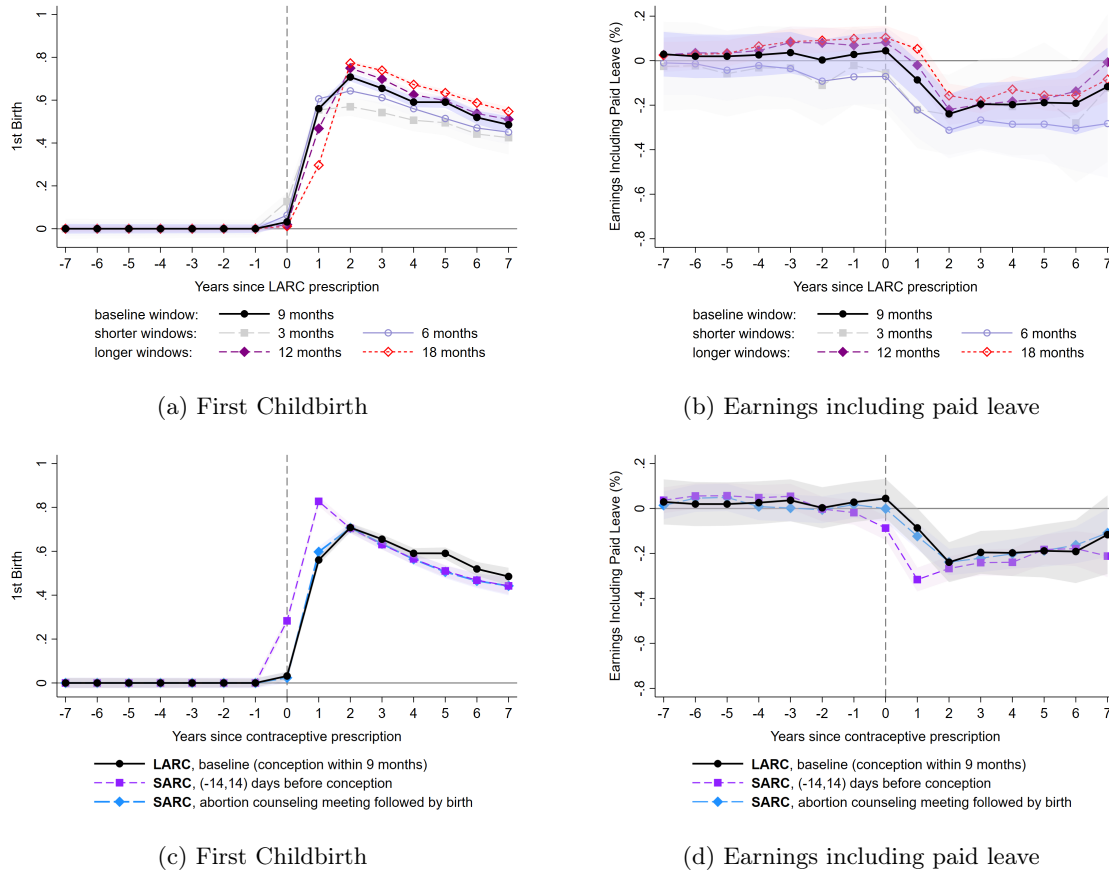 1st Birth
1
.8
.6
.4
.2
0
-7 -6 -5 -4 -3 -2 -1 0 1 2 3 4 5 6 7
Years since LARC prescription
baseline window: 9 months
shorter windows: 3 months 6 months
longer windows: 12 months 18 months
(a) First Childbirth
Earnings Including Paid Leave (%)
.2
0
-.2
-.4
-.6
-.8
-7 -6 -5 -4 -3 -2 -1 0 1 2 3 4 5 6 7
Years since LARC prescription
baseline window: 9 months
shorter windows: 3 months 6 months
longer windows: 12 months 18 months
(b) Earnings including paid leave
1st Birth
1
.8
.6
.4
.2
0
-7 -6 -5 -4 -3 -2 -1 0 1 2 3 4 5 6 7
Years since contraceptive prescription
LARC, baseline (conception within 9 months)
SARC, (-14,14) days before conception
SARC, abortion counseling meeting followed by birth
(c) First Childbirth
Earnings Including Paid Leave (%)
.2
0
-.2
-.4
-.6
-.8
-7 -6 -5 -4 -3 -2 -1 0 1 2 3 4 5 6 7
Years since contraceptive prescription
LARC, baseline (conception within 9 months)
SARC, (-14,14) days before conception
SARC, abortion counseling meeting followed by birth
(d) Earnings including paid leave